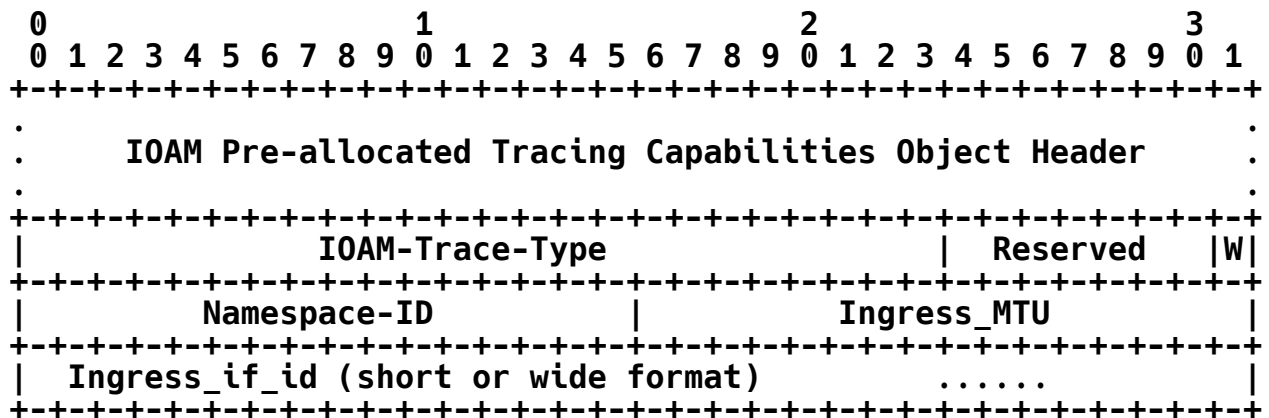 0                   1                   2                   3
 0 1 2 3 4 5 6 7 8 9 0 1 2 3 4 5 6 7 8 9 0 1 2 3 4 5 6 7 8 9 0 1
+-+-+-+-+-+-+-+-+-+-+-+-+-+-+-+-+-+-+-+-+-+-+-+-+-+-+-+-+-+-+-+-+
.                                                               .
.     IOAM Pre-allocated Tracing Capabilities Object Header     .
.                                                               .
+-+-+-+-+-+-+-+-+-+-+-+-+-+-+-+-+-+-+-+-+-+-+-+-+-+-+-+-+-+-+-+-+
|               IOAM-Trace-Type                 |  Reserved   |W|
+-+-+-+-+-+-+-+-+-+-+-+-+-+-+-+-+-+-+-+-+-+-+-+-+-+-+-+-+-+-+-+-+
|         Namespace-ID          |          Ingress_MTU          |
+-+-+-+-+-+-+-+-+-+-+-+-+-+-+-+-+-+-+-+-+-+-+-+-+-+-+-+-+-+-+-+-+
|  Ingress_if_id (short or wide format)         ......          |
+-+-+-+-+-+-+-+-+-+-+-+-+-+-+-+-+-+-+-+-+-+-+-+-+-+-+-+-+-+-+-+-+